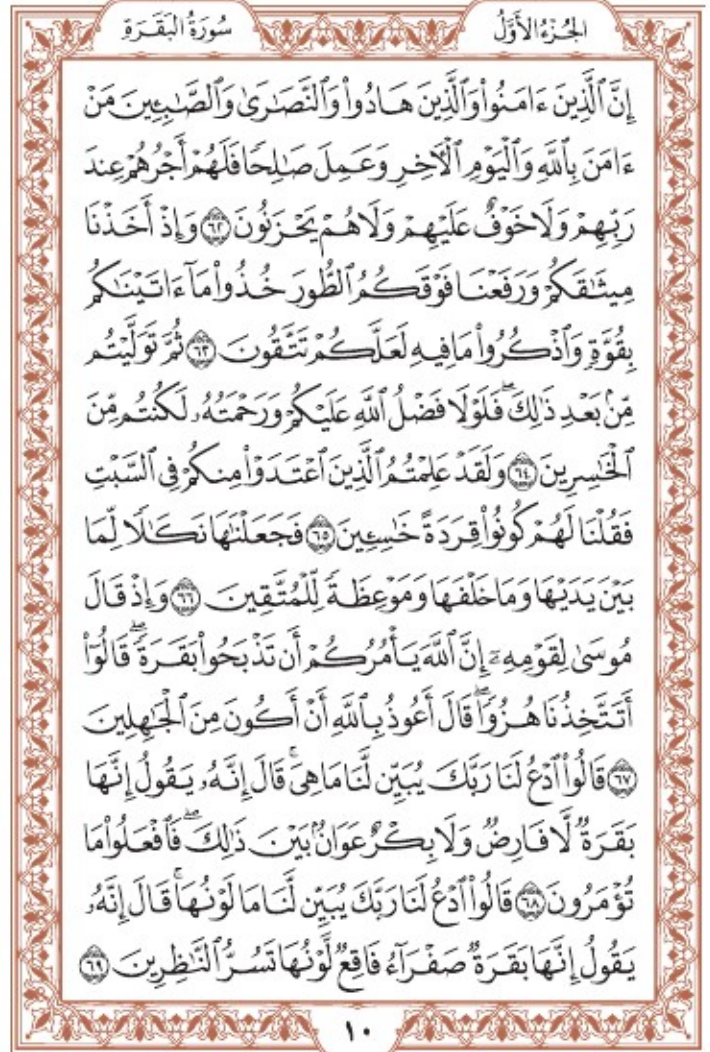 الجُزْءُ الأَوَّلُ
سُورَةُ البَقَرَةِ
إِنَّ ٱلَّذِينَ ءَامَنُوا۟ وَٱلَّذِينَ هَادُوا۟ وَٱلنَّصَـٰرَىٰ وَٱلصَّـٰبِـِٔينَ مَنْ
ءَامَنَ بِٱللَّهِ وَٱلْيَوْمِ ٱلْـَٔاخِرِ وَعَمِلَ صَـٰلِحًا فَلَهُمْ أَجْرُهُمْ عِندَ
رَبِّهِمْ وَلَا خَوْفٌ عَلَيْهِمْ وَلَا هُمْ يَحْزَنُونَ ٦٢ وَإِذْ أَخَذْنَا
مِيثَـٰقَكُمْ وَرَفَعْنَا فَوْقَكُمُ ٱلطُّورَ خُذُوا۟ مَآ ءَاتَيْنَـٰكُم
بِقُوَّةٍ وَٱذْكُرُوا۟ مَا فِيهِ لَعَلَّكُمْ تَتَّقُونَ ٦٣ ثُمَّ تَوَلَّيْتُم
مِّنۢ بَعْدِ ذَٰلِكَ ۖ فَلَوْلَا فَضْلُ ٱللَّهِ عَلَيْكُمْ وَرَحْمَتُهُۥ لَكُنتُم مِّنَ
ٱلْخَـٰسِرِينَ ٦٤ وَلَقَدْ عَلِمْتُمُ ٱلَّذِينَ ٱعْتَدَوْا۟ مِنكُمْ فِى ٱلسَّبْتِ
فَقُلْنَا لَهُمْ كُونُوا۟ قِرَدَةً خَـٰسِـِٔينَ ٦٥ فَجَعَلْنَـٰهَا نَكَـٰلًا لِّمَا
بَيْنَ يَدَيْهَا وَمَا خَلْفَهَا وَمَوْعِظَةً لِّلْمُتَّقِينَ ٦٦ وَإِذْ قَالَ
مُوسَىٰ لِقَوْمِهِۦٓ إِنَّ ٱللَّهَ يَأْمُرُكُمْ أَن تَذْبَحُوا۟ بَقَرَةً ۖ قَالُوٓا۟
أَتَتَّخِذُنَا هُزُوًا ۖ قَالَ أَعُوذُ بِٱللَّهِ أَنْ أَكُونَ مِنَ ٱلْجَـٰهِلِينَ
٦٧ قَالُوا۟ ٱدْعُ لَنَا رَبَّكَ يُبَيِّن لَّنَا مَا هِىَ ۚ قَالَ إِنَّهُۥ يَقُولُ إِنَّهَا
بَقَرَةٌ لَّا فَارِضٌ وَلَا بِكْرٌ عَوَانٌۢ بَيْنَ ذَٰلِكَ ۖ فَٱفْعَلُوا۟ مَا
تُؤْمَرُونَ ٦٨ قَالُوا۟ ٱدْعُ لَنَا رَبَّكَ يُبَيِّن لَّنَا مَا لَوْنُهَا ۚ قَالَ إِنَّهُۥ
يَقُولُ إِنَّهَا بَقَرَةٌ صَفْرَآءُ فَاقِعٌ لَّوْنُهَا تَسُرُّ ٱلنَّـٰظِرِينَ ٦٩
١٠